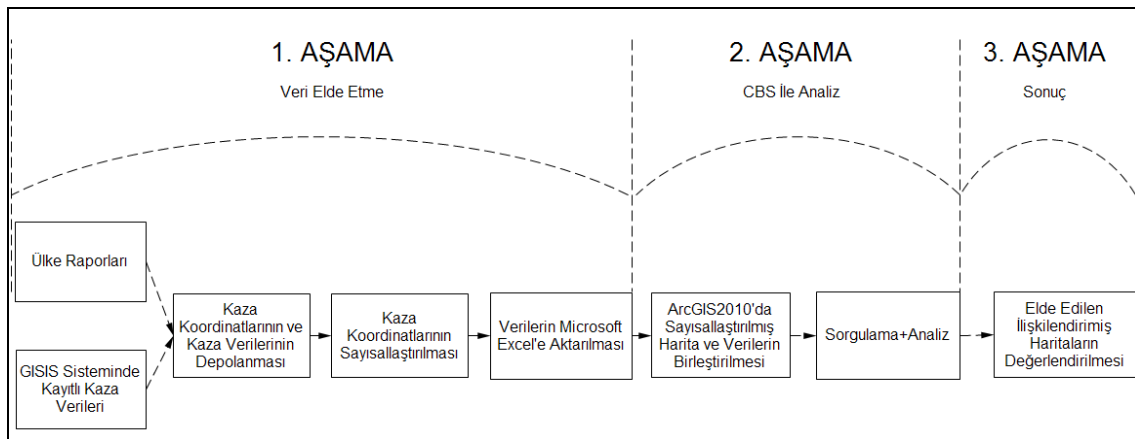 1. AŞAMA
Veri Elde Etme
2. AŞAMA
CBS İle Analiz
3. AŞAMA
Sonuç
Ülke Raporları
GISIS Sisteminde
Kayıtlı Kaza
Verileri
Kaza
Koordinatlarının ve
Kaza Verilerinin
Depolanması
Kaza
Koordinatlarının
Sayısallaştırılması
Verilerin Microsoft
Excel'e Aktarılması
ArcGIS2010'da
Sayısallaştırılmış
Harita ve Verilerin
Birleştirilmesi
Sorgulama+Analiz
Elde Edilen
İlişkilendirimiş
Haritaların
Değerlendirilmesi